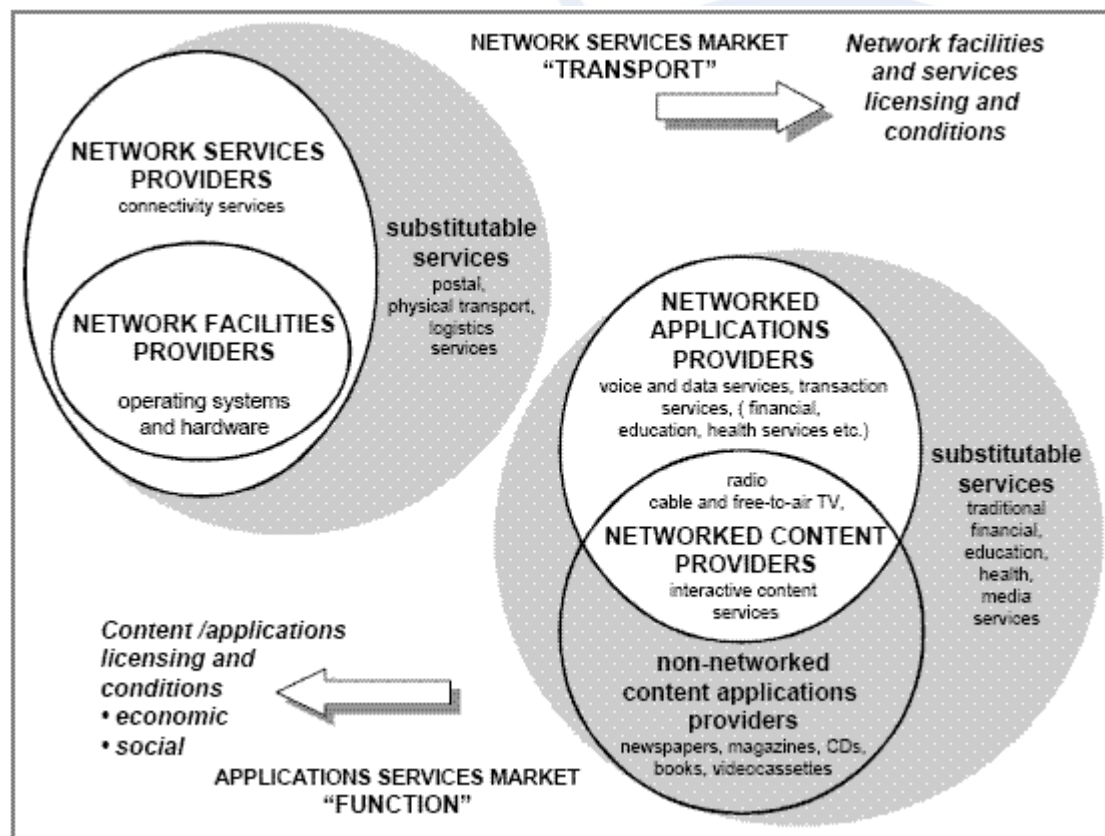 NETWORK SERVICES MARKET
“TRANSPORT”
Network facilities
and services
licensing and
conditions
NETWORK SERVICES
PROVIDERS
connectivity services
substitutable
services
postal,
physical transport,
logistics
services
NETWORK FACILITIES
PROVIDERS
operating systems
and hardware
NETWORKED
APPLICATIONS
PROVIDERS
voice and data services, transaction
services, ( financial,
education, health services etc.)
radio
cable and free-to-air TV,
NETWORKED CONTENT
PROVIDERS
interactive content
services
substitutable
services
traditional
financial,
education,
health,
media
services
non-networked
content applications
providers
newspapers, magazines, CDs,
books, videocassettes
Content /applications
licensing and
conditions
• economic
• social
APPLICATIONS SERVICES MARKET
“FUNCTION”